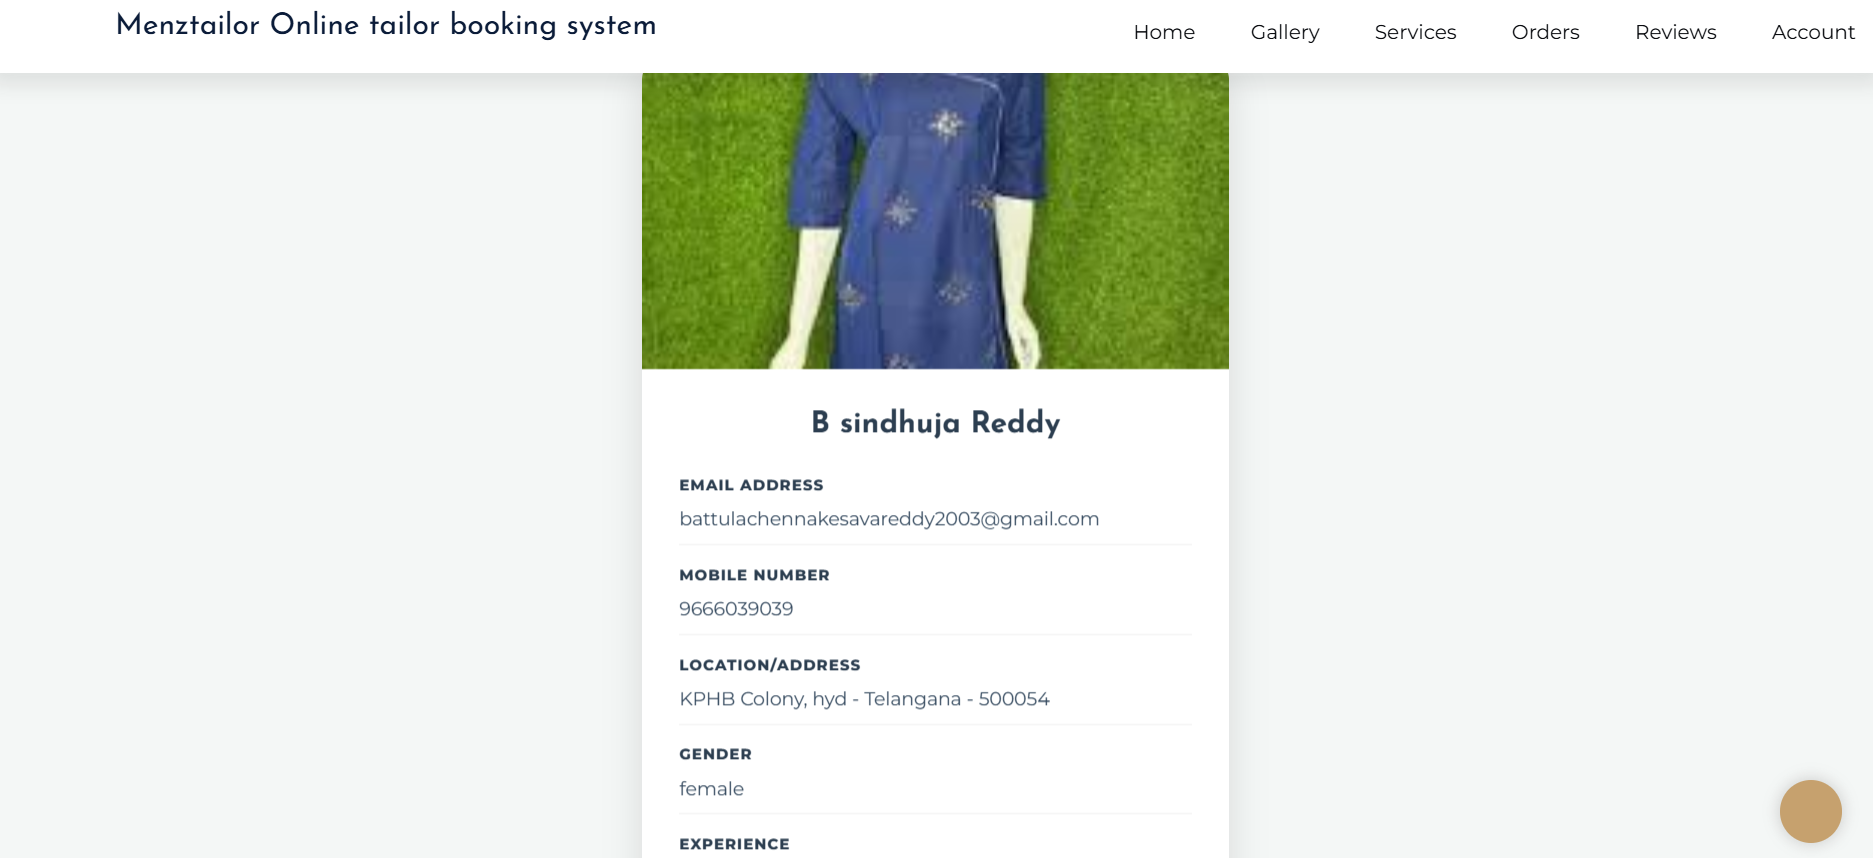 Menztailor Online tailor booking system
Home Gallery Services Orders Reviews Account
B sindhuja Reddy
EMAIL ADDRESS
battulachennakesavareddy2003@gmail.com
MOBILE NUMBER
9666039039
LOCATION/ADDRESS
KPHB Colony, hyd - Telangana - 500054
GENDER
female
EXPERIENCE